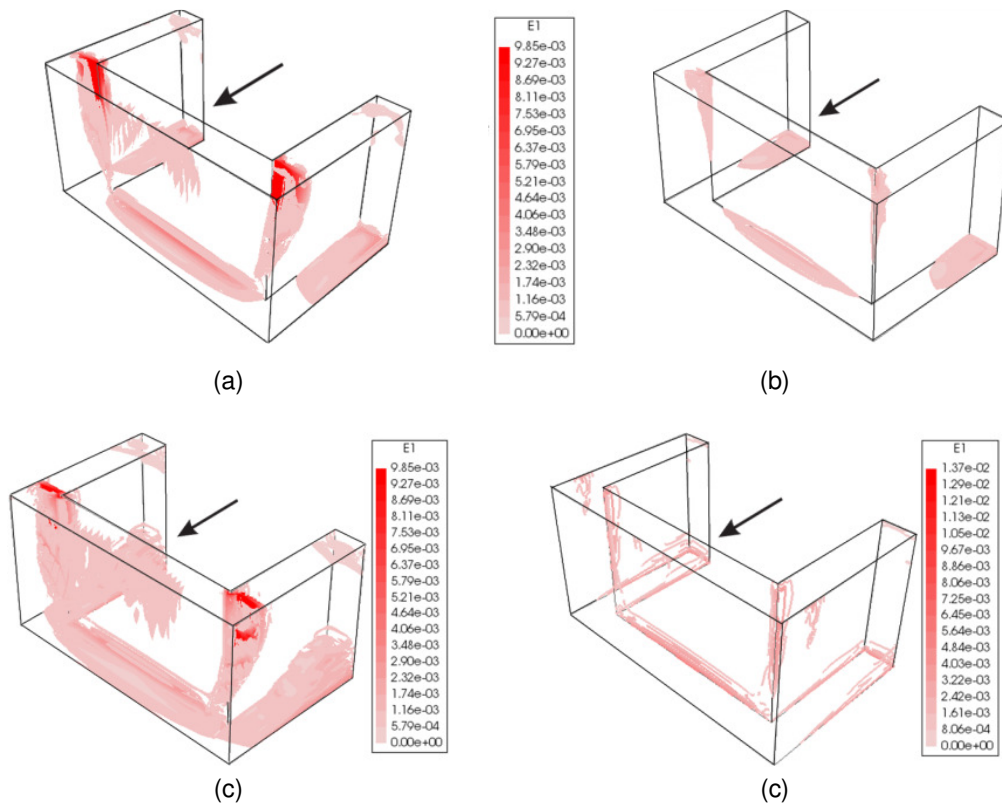 E1
9.85e-03
9.27e-03
8.69e-03
8.11e-03
7.53e-03
6.95e-03
6.37e-03
5.79e-03
5.21e-03
4.64e-03
4.06e-03
3.48e-03
2.90e-03
2.32e-03
1.74e-03
1.16e-03
5.79e-04
0.00e+00
(a)
(b)
E1
9.85e-03
9.27e-03
8.69e-03
8.11e-03
7.53e-03
6.95e-03
6.37e-03
5.79e-03
5.21e-03
4.64e-03
4.06e-03
3.48e-03
2.90e-03
2.32e-03
1.74e-03
1.16e-03
5.79e-04
0.00e+00
E1
1.37e-02
1.29e-02
1.21e-02
1.13e-02
1.05e-02
9.67e-03
8.86e-03
8.06e-03
7.25e-03
6.45e-03
5.64e-03
4.84e-03
4.03e-03
3.22e-03
2.42e-03
1.61e-03
8.06e-04
0.00e+00
(c)
(c)